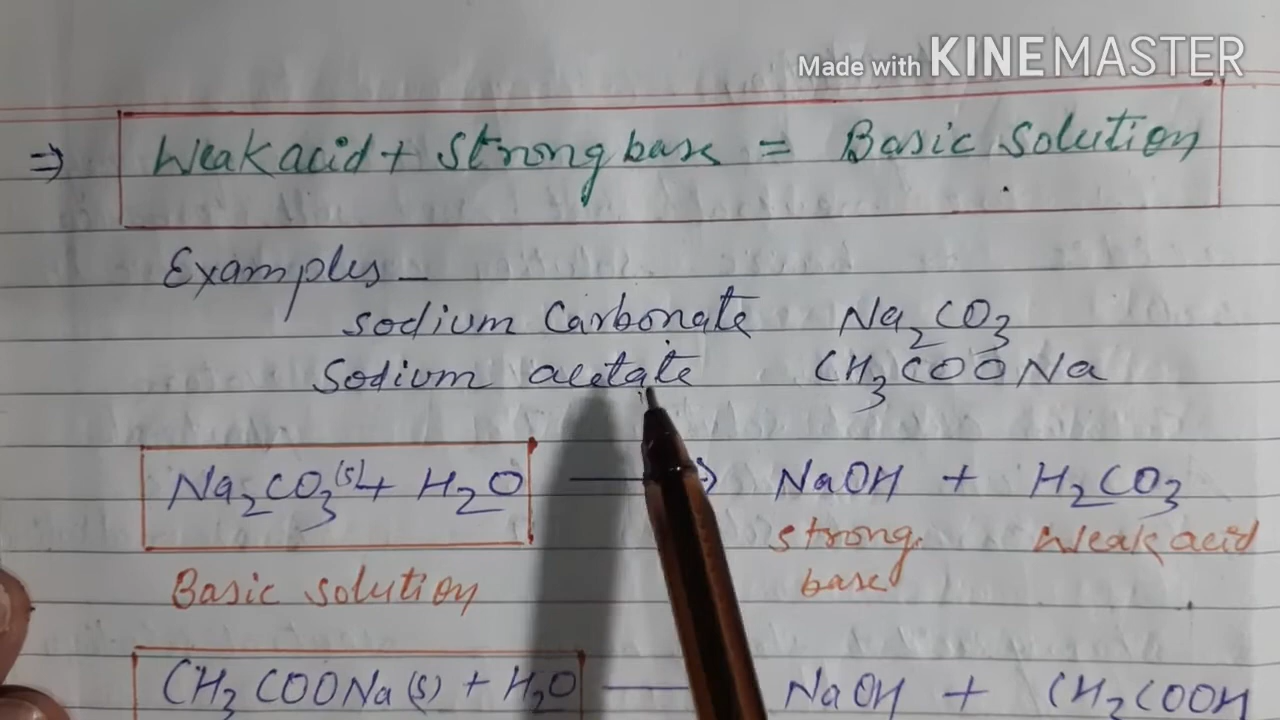 Made with KINEMASTER
⇒ Weak acid + Strong base = Basic Solution
Examples -
Sodium Carbonate Na2CO3
Sodium acetate CH3COONa
Na2CO3(s) + H2O → NaOH + H2CO3
strong base Weak acid
Basic solution
CH3COONa(s) + H2O — NaOH + CH3COOH